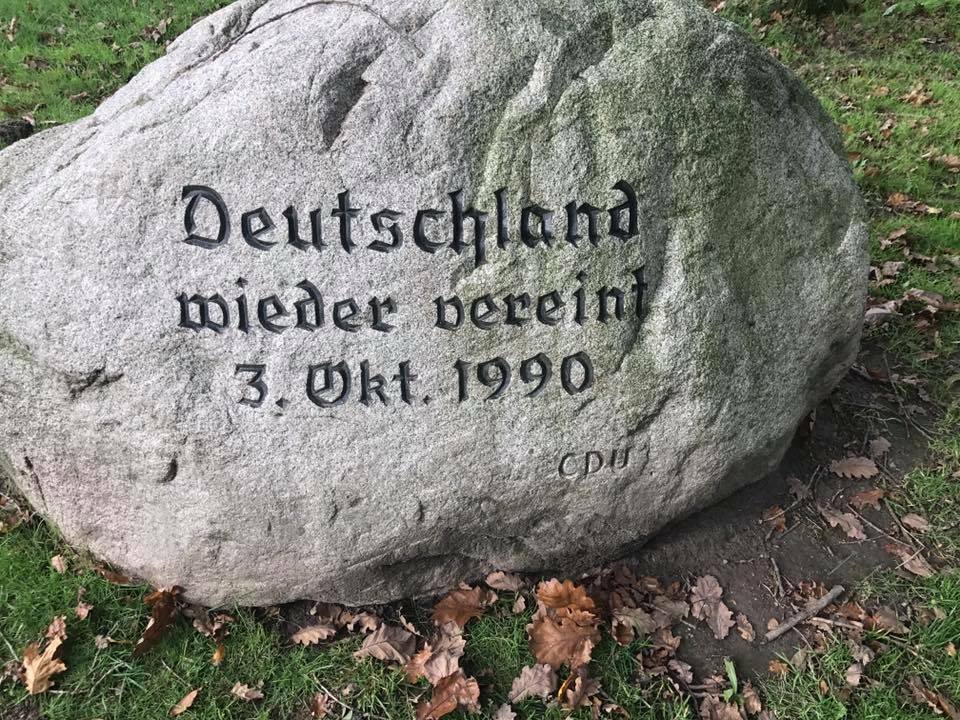 Deutschland
wieder vereint
3. Okt. 1990
CDU